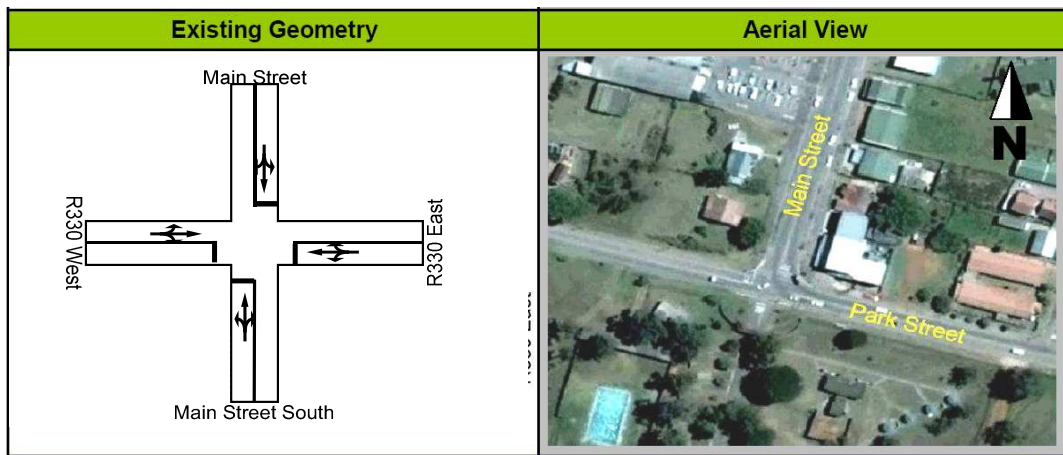 Existing Geometry
Aerial View
Main Street
R330 West
R330 East
Main Street South
Main Street
Park Street
N